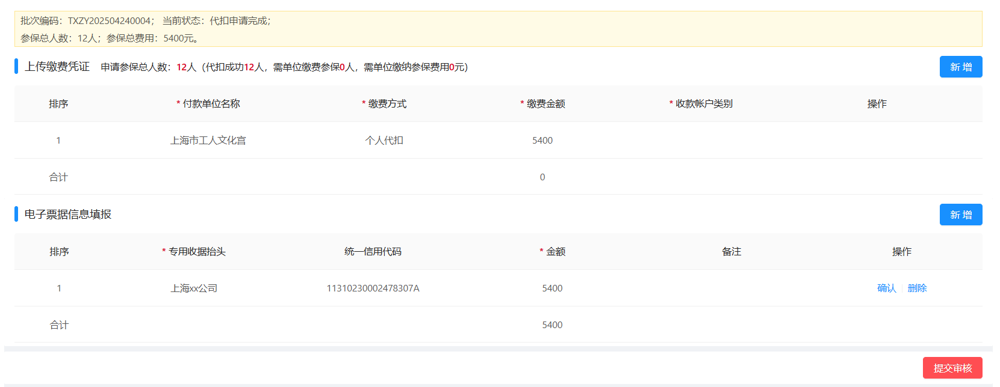 批次编码：TXZY202504240004； 当前状态：代扣申请完成；
参保总人数：12人；参保总费用：5400元。
上传缴费凭证 申请参保总人数：12人（代扣成功12人，需单位缴费参保0人，需单位缴纳参保费用0元） 新 增
排序 * 付款单位名称 * 缴费方式 * 缴费金额 * 收款帐户类别 操作
1 上海市工人文化宫 个人代扣 5400
合计 0
电子票据信息填报 新 增
排序 * 专用收据抬头 统一信用代码 * 金额 备注 操作
1 上海xx公司 11310230002478307A 5400 确认 删除
合计 5400
提交审核